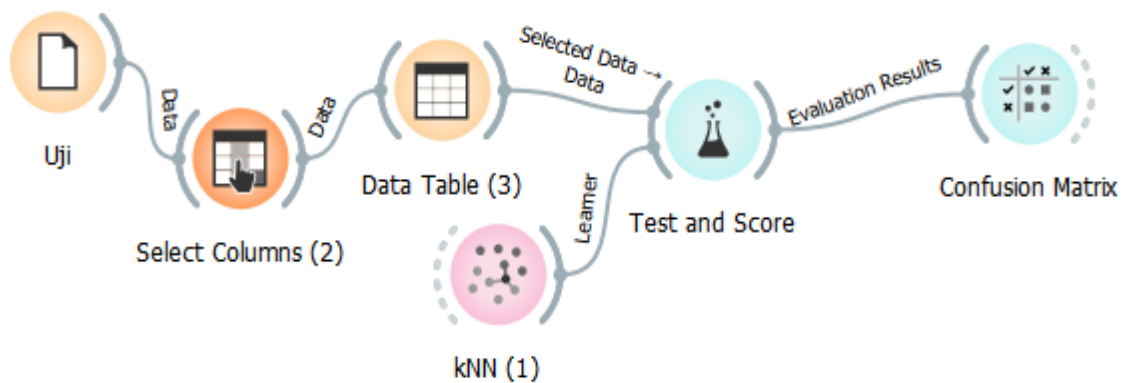 Uji
Data
Select Columns (2)
Data
Data Table (3)
Selected Data →
Data
kNN (1)
Learner
Test and Score
Evaluation Results
Confusion Matrix